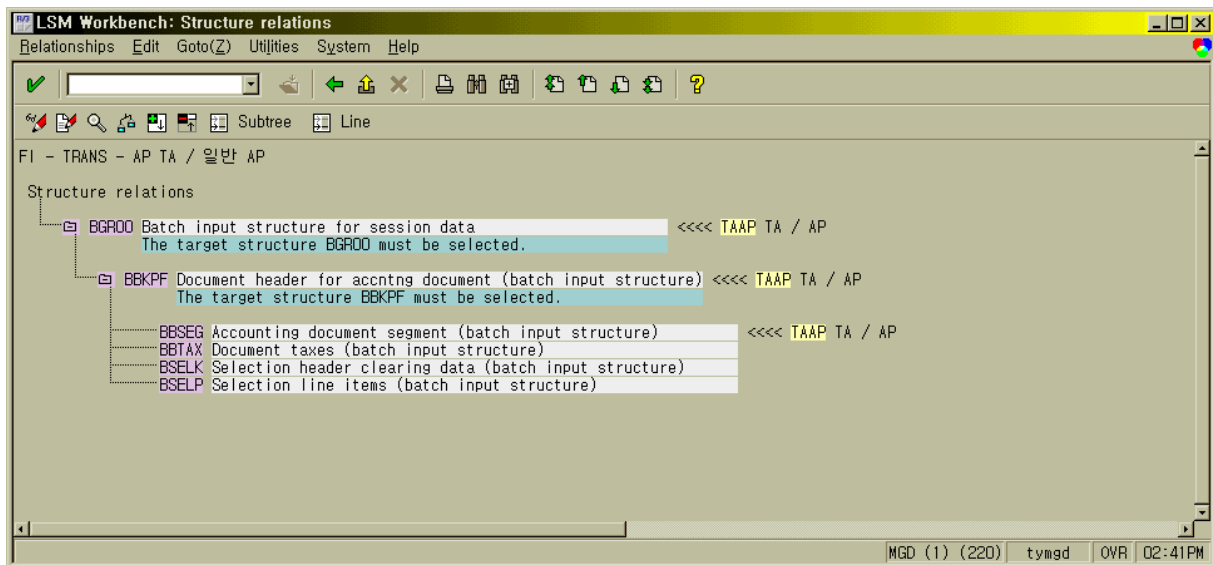 LSM Workbench: Structure relations
Relationships Edit Goto(Z) Utilities System Help
Subtree Line
FI - TRANS - AP TA / 일반 AP
Structure relations
BGR00 Batch input structure for session data <<<< TAAP TA / AP
The target structure BGR00 must be selected.
BBKPF Document header for accntng document (batch input structure) <<<< TAAP TA / AP
The target structure BBKPF must be selected.
BBSEG Accounting document segment (batch input structure) <<<< TAAP TA / AP
BBTAX Document taxes (batch input structure)
BSELK Selection header clearing data (batch input structure)
BSELP Selection line items (batch input structure)
MGD (1) (220) tymgd OVR 02:41PM